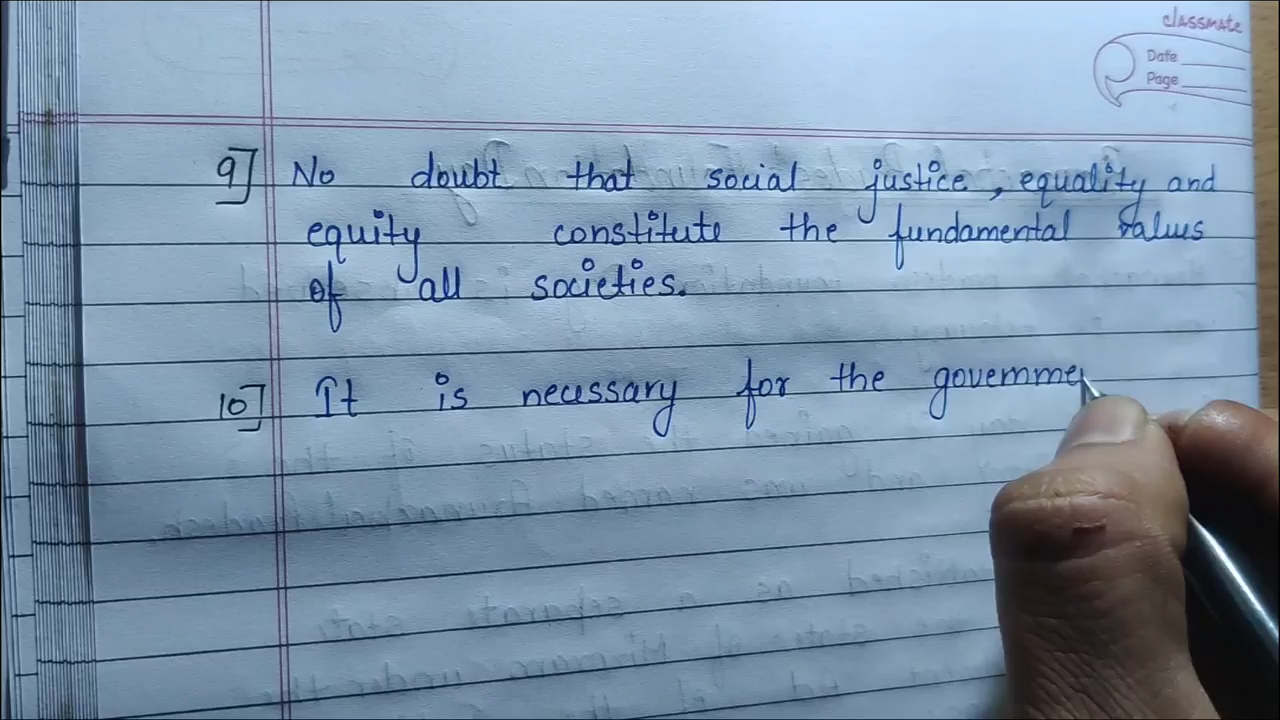 classmate
Date
Page
9] No doubt that social justice, equality and
equity constitute the fundamental values
of all societies.
10] It is necessary for the governme